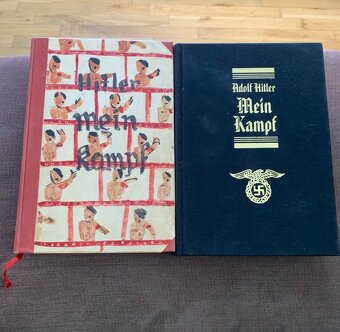 Hitler
Mein
Kampf
Adolf Hitler
Mein
Kampf